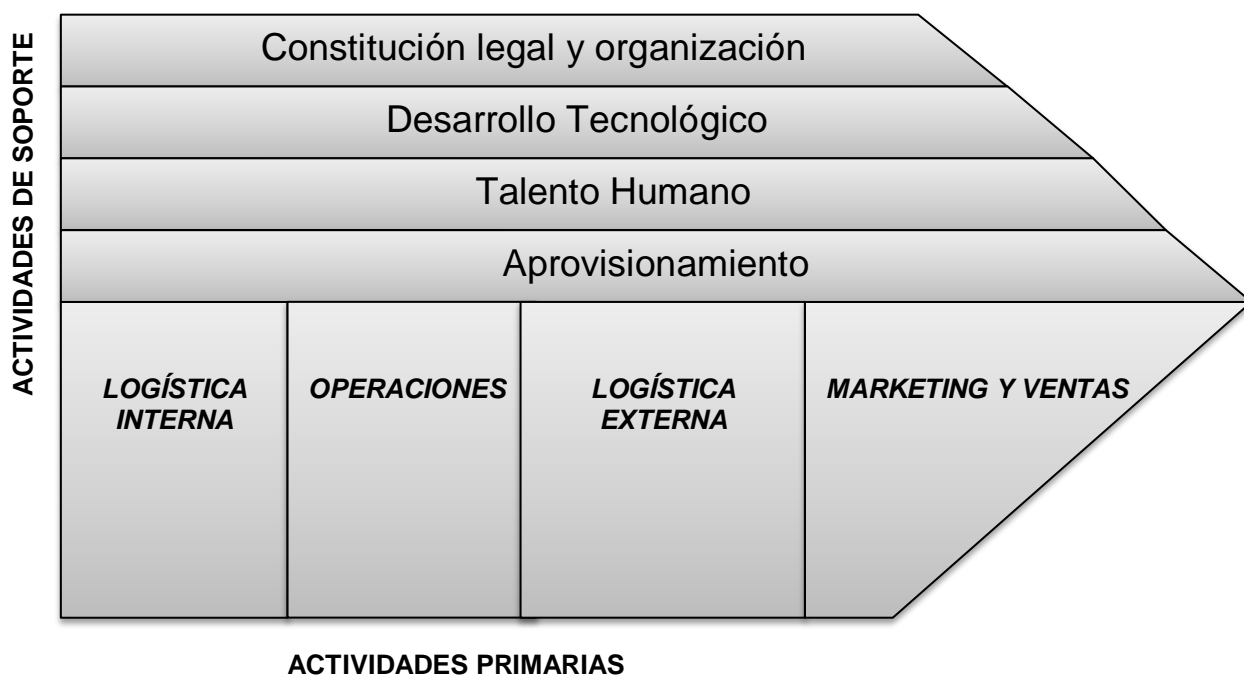 ACTIVIDADES DE SOPORTE
Constitución legal y organización
Desarrollo Tecnológico
Talento Humano
Aprovisionamiento
LOGÍSTICA
INTERNA
OPERACIONES
LOGÍSTICA
EXTERNA
MARKETING Y VENTAS
ACTIVIDADES PRIMARIAS